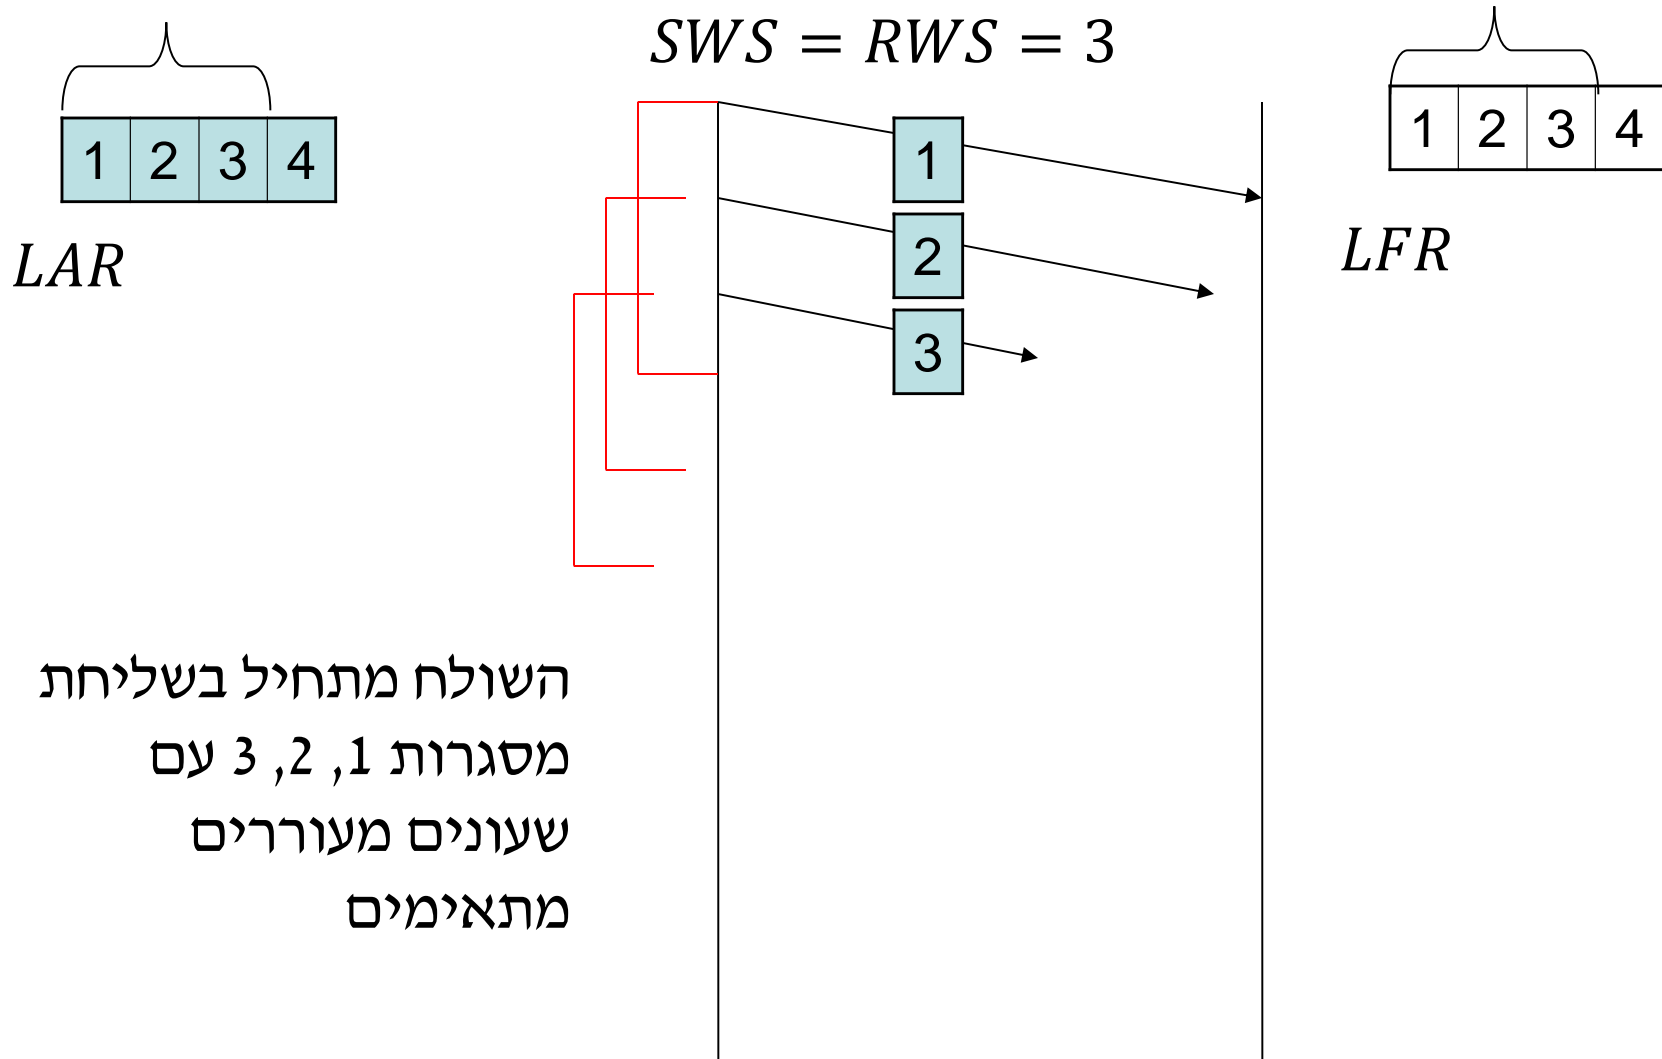 SWS = RWS = 3
1 2 3 4
LAR
1
2
3
1 2 3 4
LFR
השולח מתחיל בשליחת
מסגרות 1, 2, 3 עם
שעונים מעוררים
מתאימים